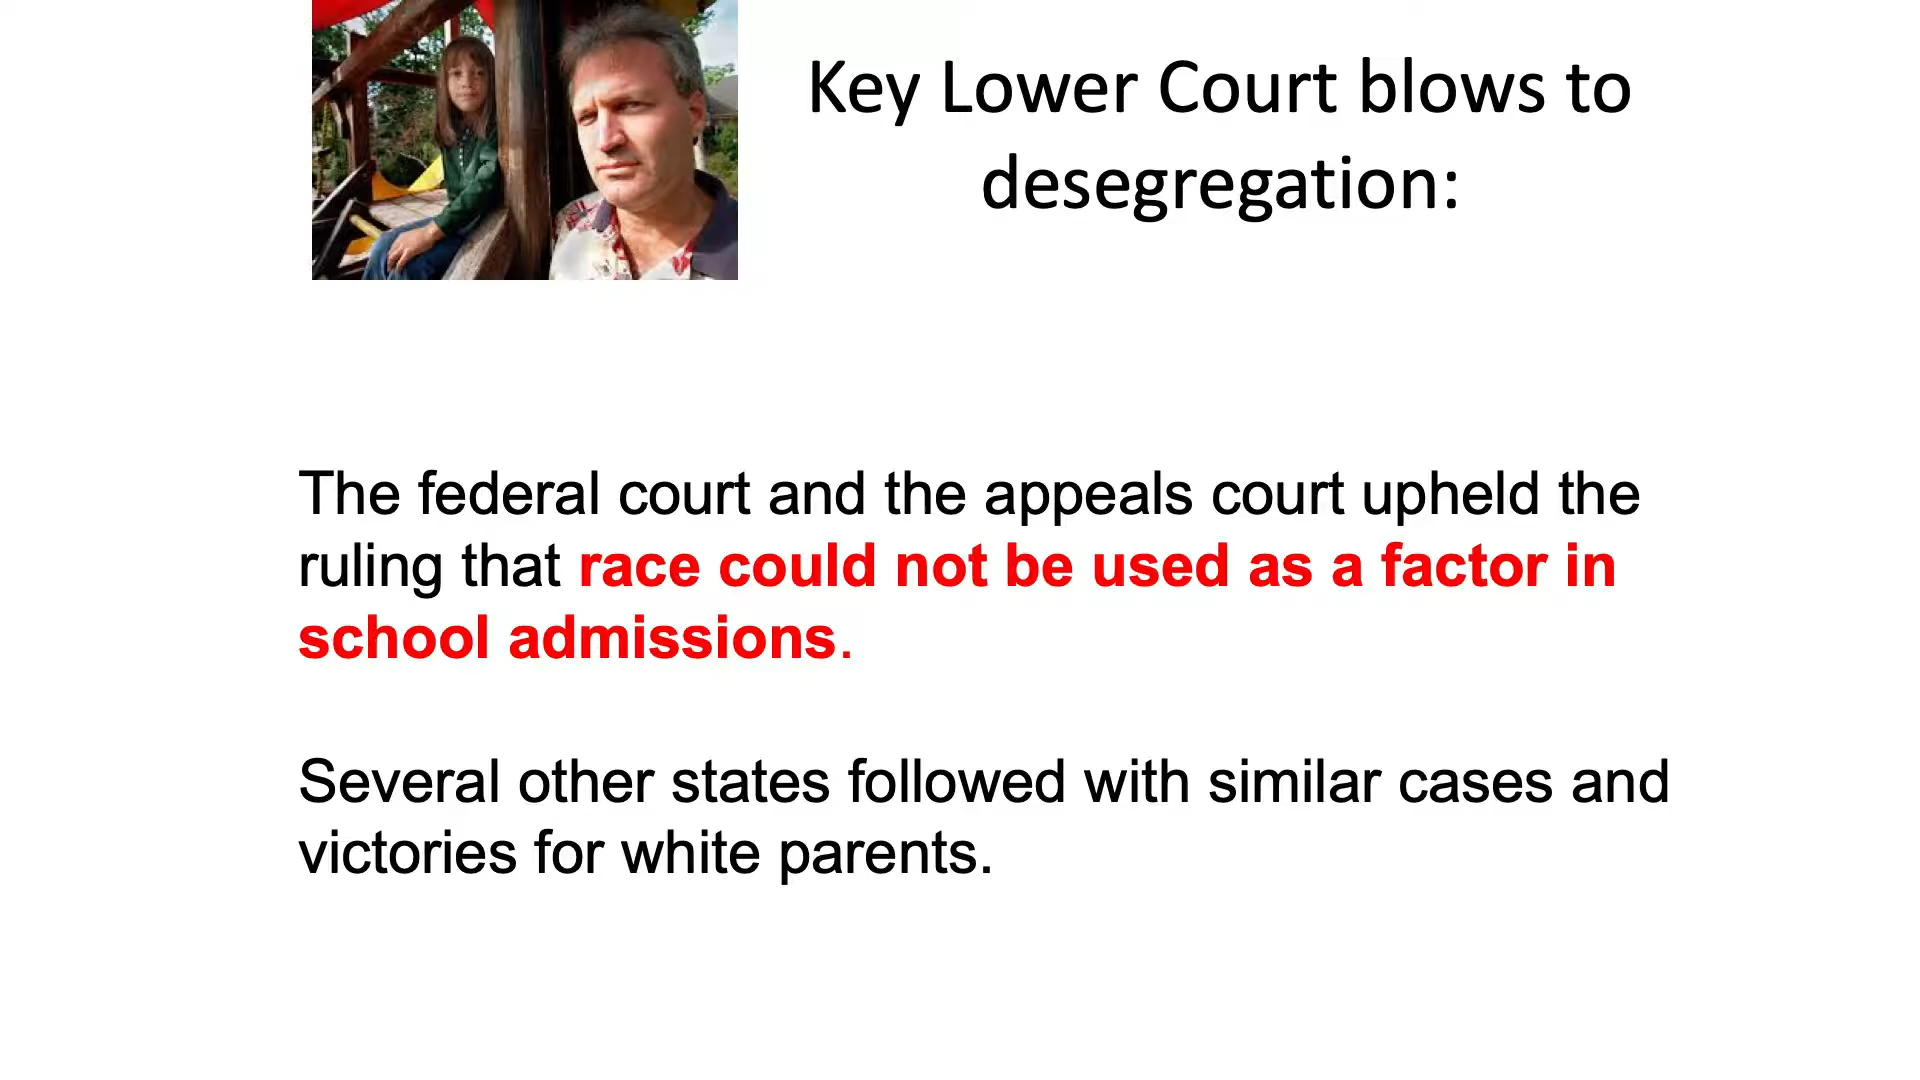 Key Lower Court blows to
desegregation:
The federal court and the appeals court upheld the
ruling that race could not be used as a factor in
school admissions.
Several other states followed with similar cases and
victories for white parents.